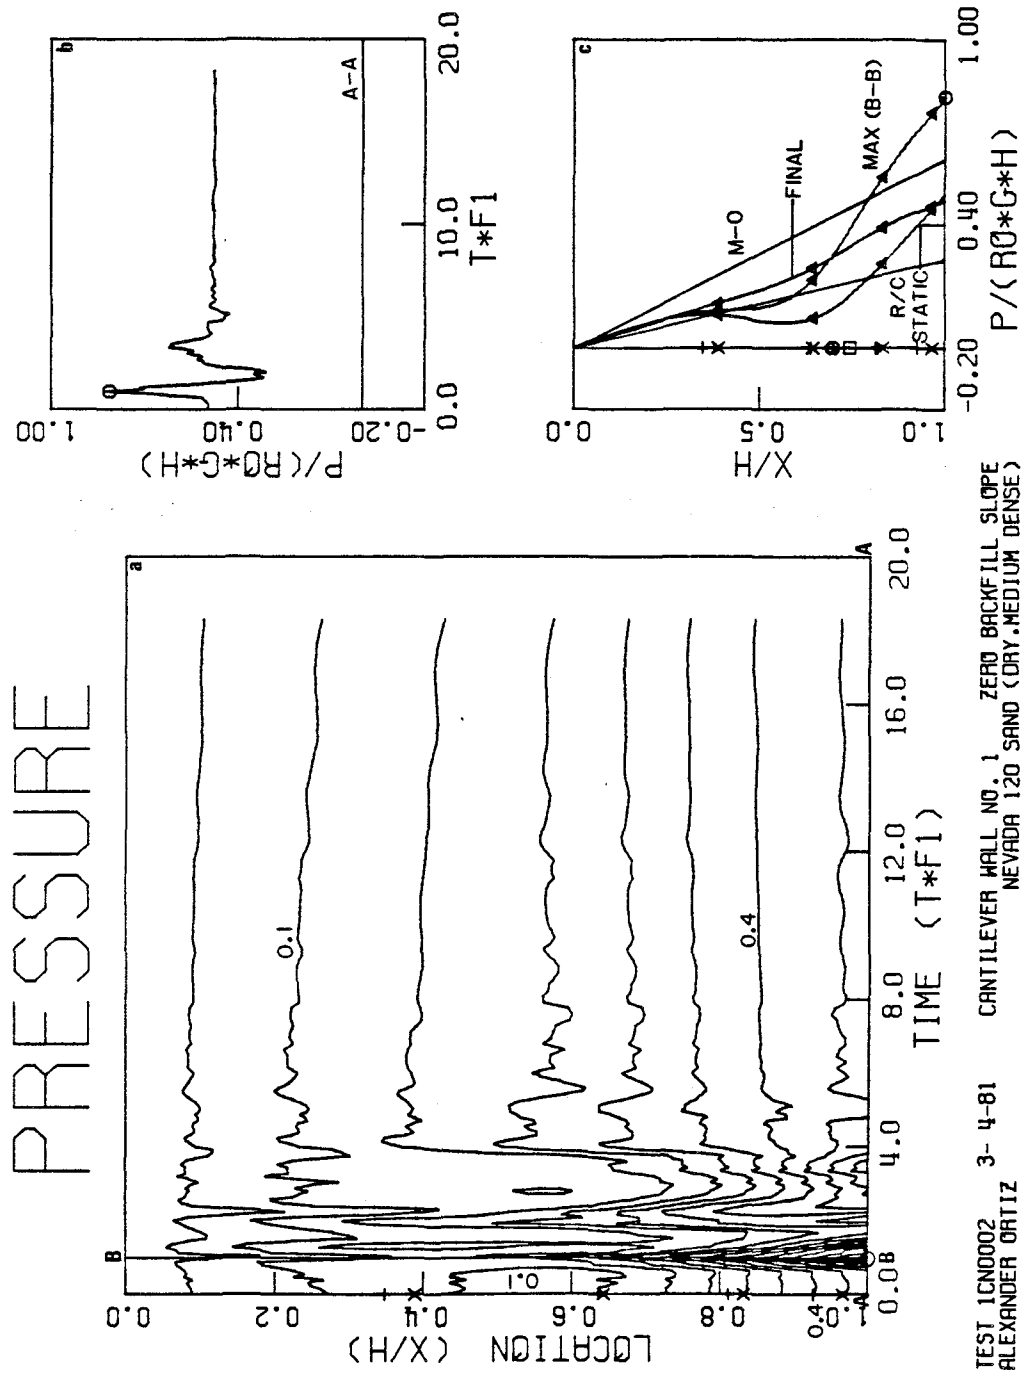 PRESSURE
a
B
0.0
0.2
0.4
0.6
0.8
1.0
LOCATION
(X/H)
0.1
0.4
0.1
0.4
A
A
0.0B
4.0
8.0
12.0
16.0
20.0
TIME (T*F1)
b
1.00
0.40
-0.20
P/(RO*G*H)
A-A
0.0
10.0
20.0
T*F1
c
0.0
0.5
1.0
X/H
M-O
FINAL
MAX (B-B)
R/C
STATIC
-0.20
0.40
1.00
P/(RO*G*H)
TEST 1CN0002 3- 4-81 CANTILEVER WALL NO. 1 ZERO BACKFILL SLOPE
ALEXANDER ORTIZ NEVADA 120 SAND (DRY,MEDIUM DENSE)